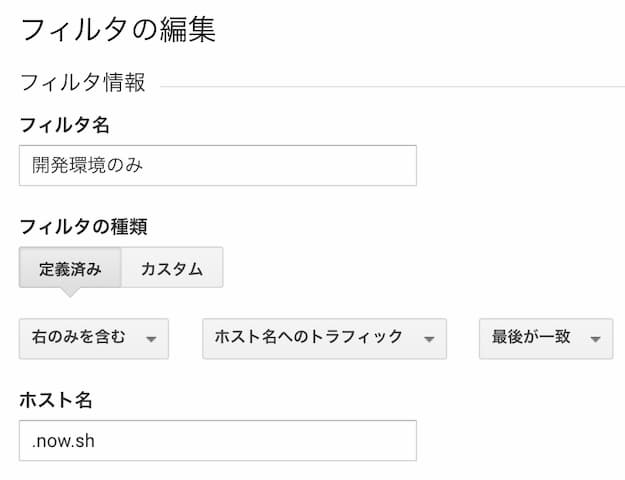 フィルタの編集
フィルタ情報
フィルタ名
開発環境のみ
フィルタの種類
定義済み カスタム
右のみを含む ホスト名へのトラフィック 最後が一致
ホスト名
.now.sh